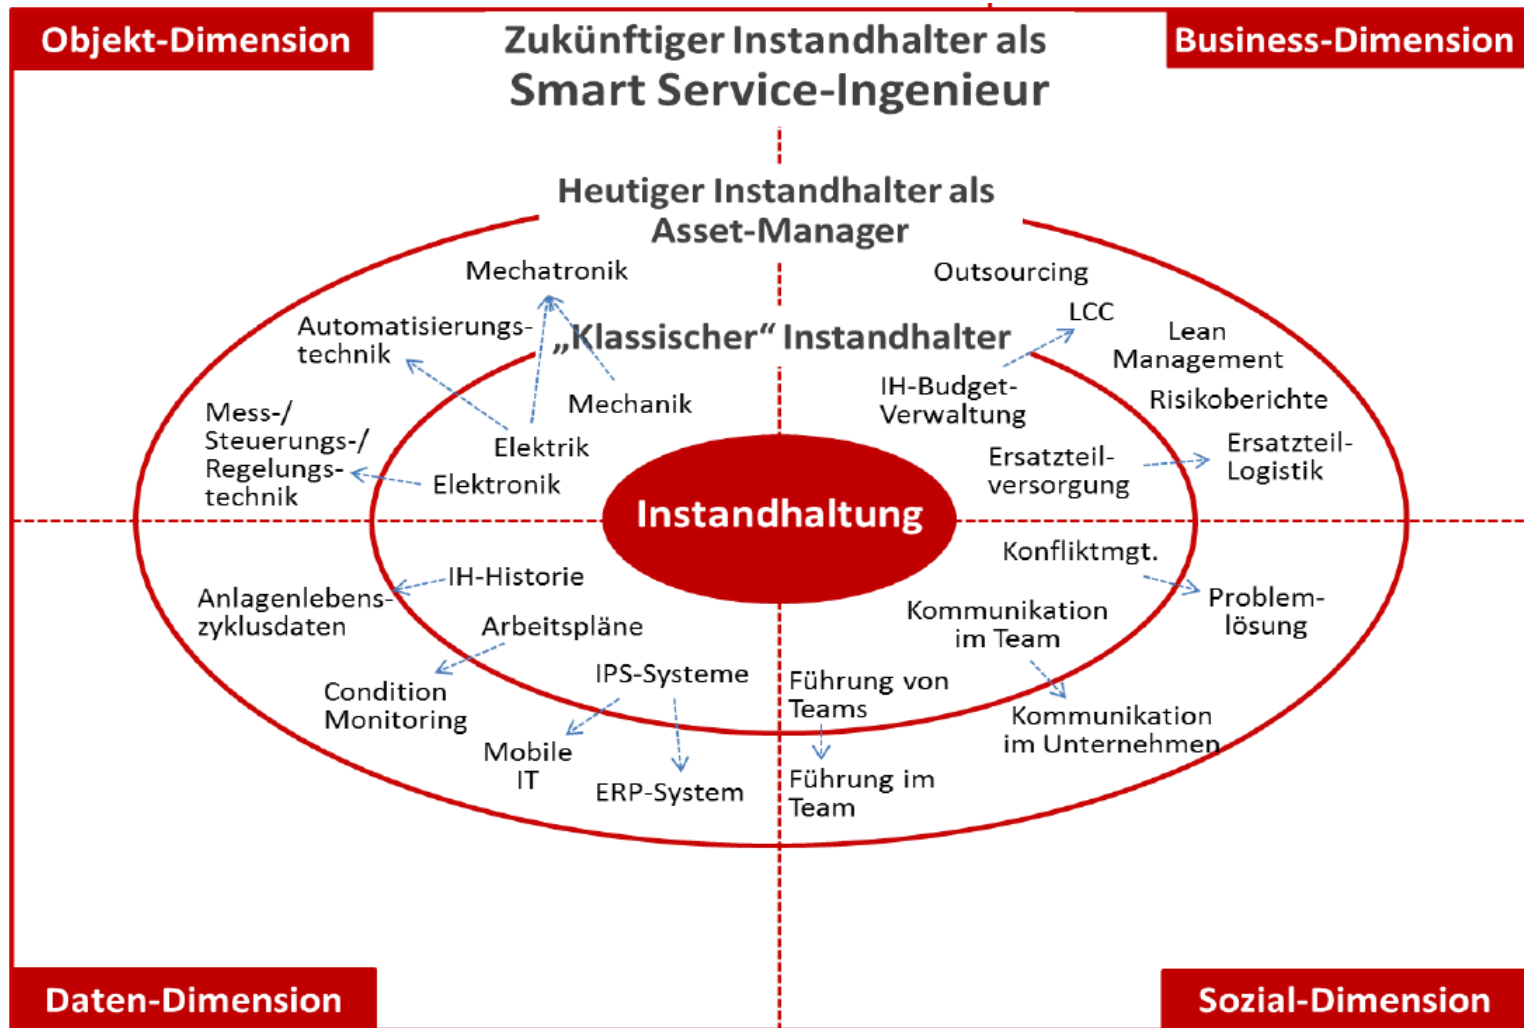 Objekt-Dimension
Zukünftiger Instandhalter als
Smart Service-Ingenieur
Business-Dimension
Heutiger Instandhalter als
Asset-Manager
Mechatronik
Automatisierungs-
technik
„Klassischer“ Instandhalter
Mechanik
Mess-/
Steuerungs-/
Regelungs-
technik
Elektrik
Elektronik
Outsourcing
LCC
Lean
Management
IH-Budget-
Verwaltung
Risikoberichte
Ersatzteil-
versorgung
Ersatzteil-
Logistik
Instandhaltung
IH-Historie
Anlagenlebens-
zyklusdaten
Arbeitspläne
Condition
Monitoring
IPS-Systeme
Mobile
IT
ERP-System
Konfliktmgt.
Problem-
lösung
Kommunikation
im Team
Führung von
Teams
Kommunikation
im Unternehmen
Führung im
Team
Daten-Dimension
Sozial-Dimension